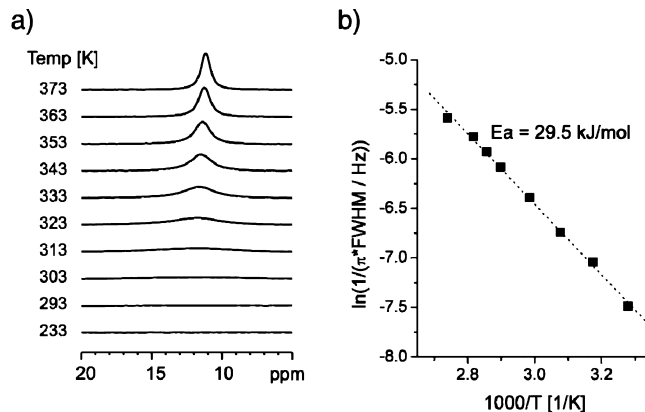 a)
Temp [K]
373
363
353
343
333
323
313
303
293
233
20 15 10 ppm
b)
ln(1/(π*FWHM / Hz))
-5.0
-5.5
-6.0
-6.5
-7.0
-7.5
-8.0
Ea = 29.5 kJ/mol
2.8 3.0 3.2
1000/T [1/K]